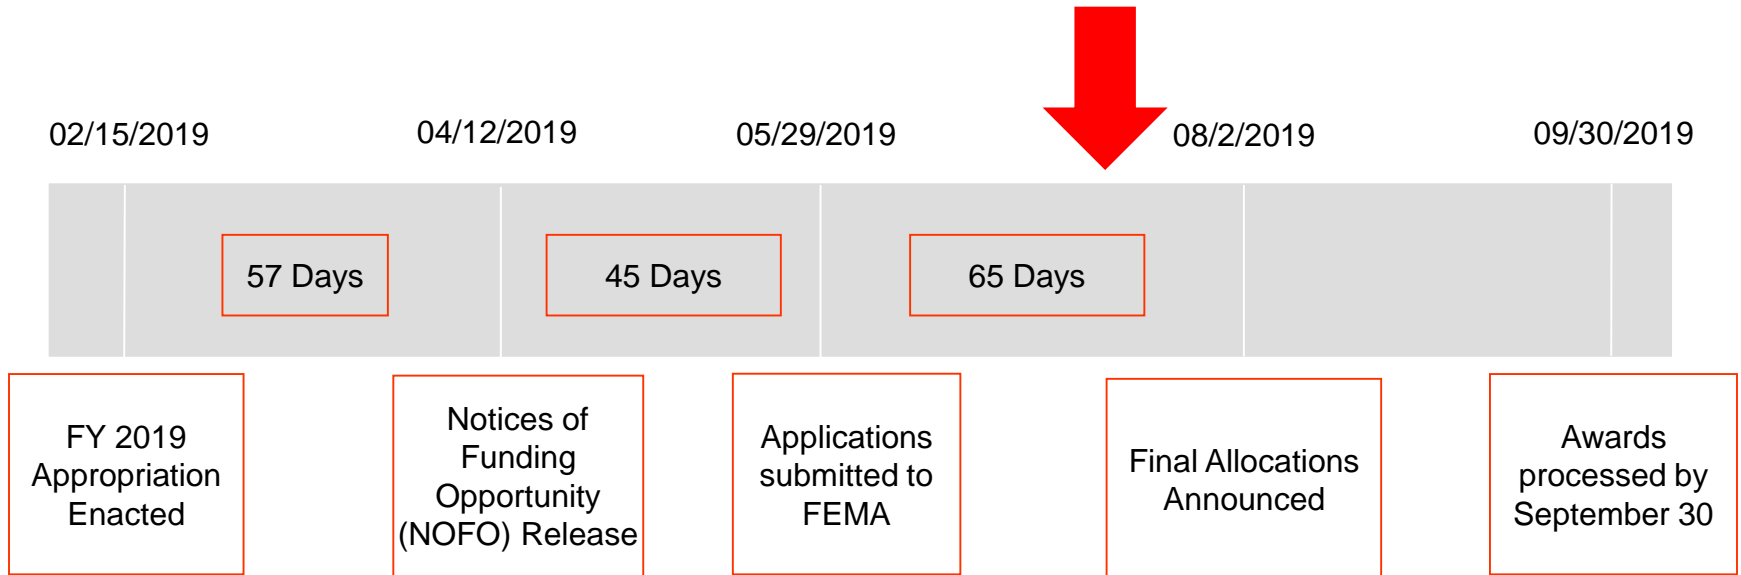 02/15/2019
04/12/2019
05/29/2019
08/2/2019
09/30/2019
57 Days
45 Days
65 Days
FY 2019
Appropriation
Enacted
Notices of
Funding
Opportunity
(NOFO) Release
Applications
submitted to
FEMA
Final Allocations
Announced
Awards
processed by
September 30